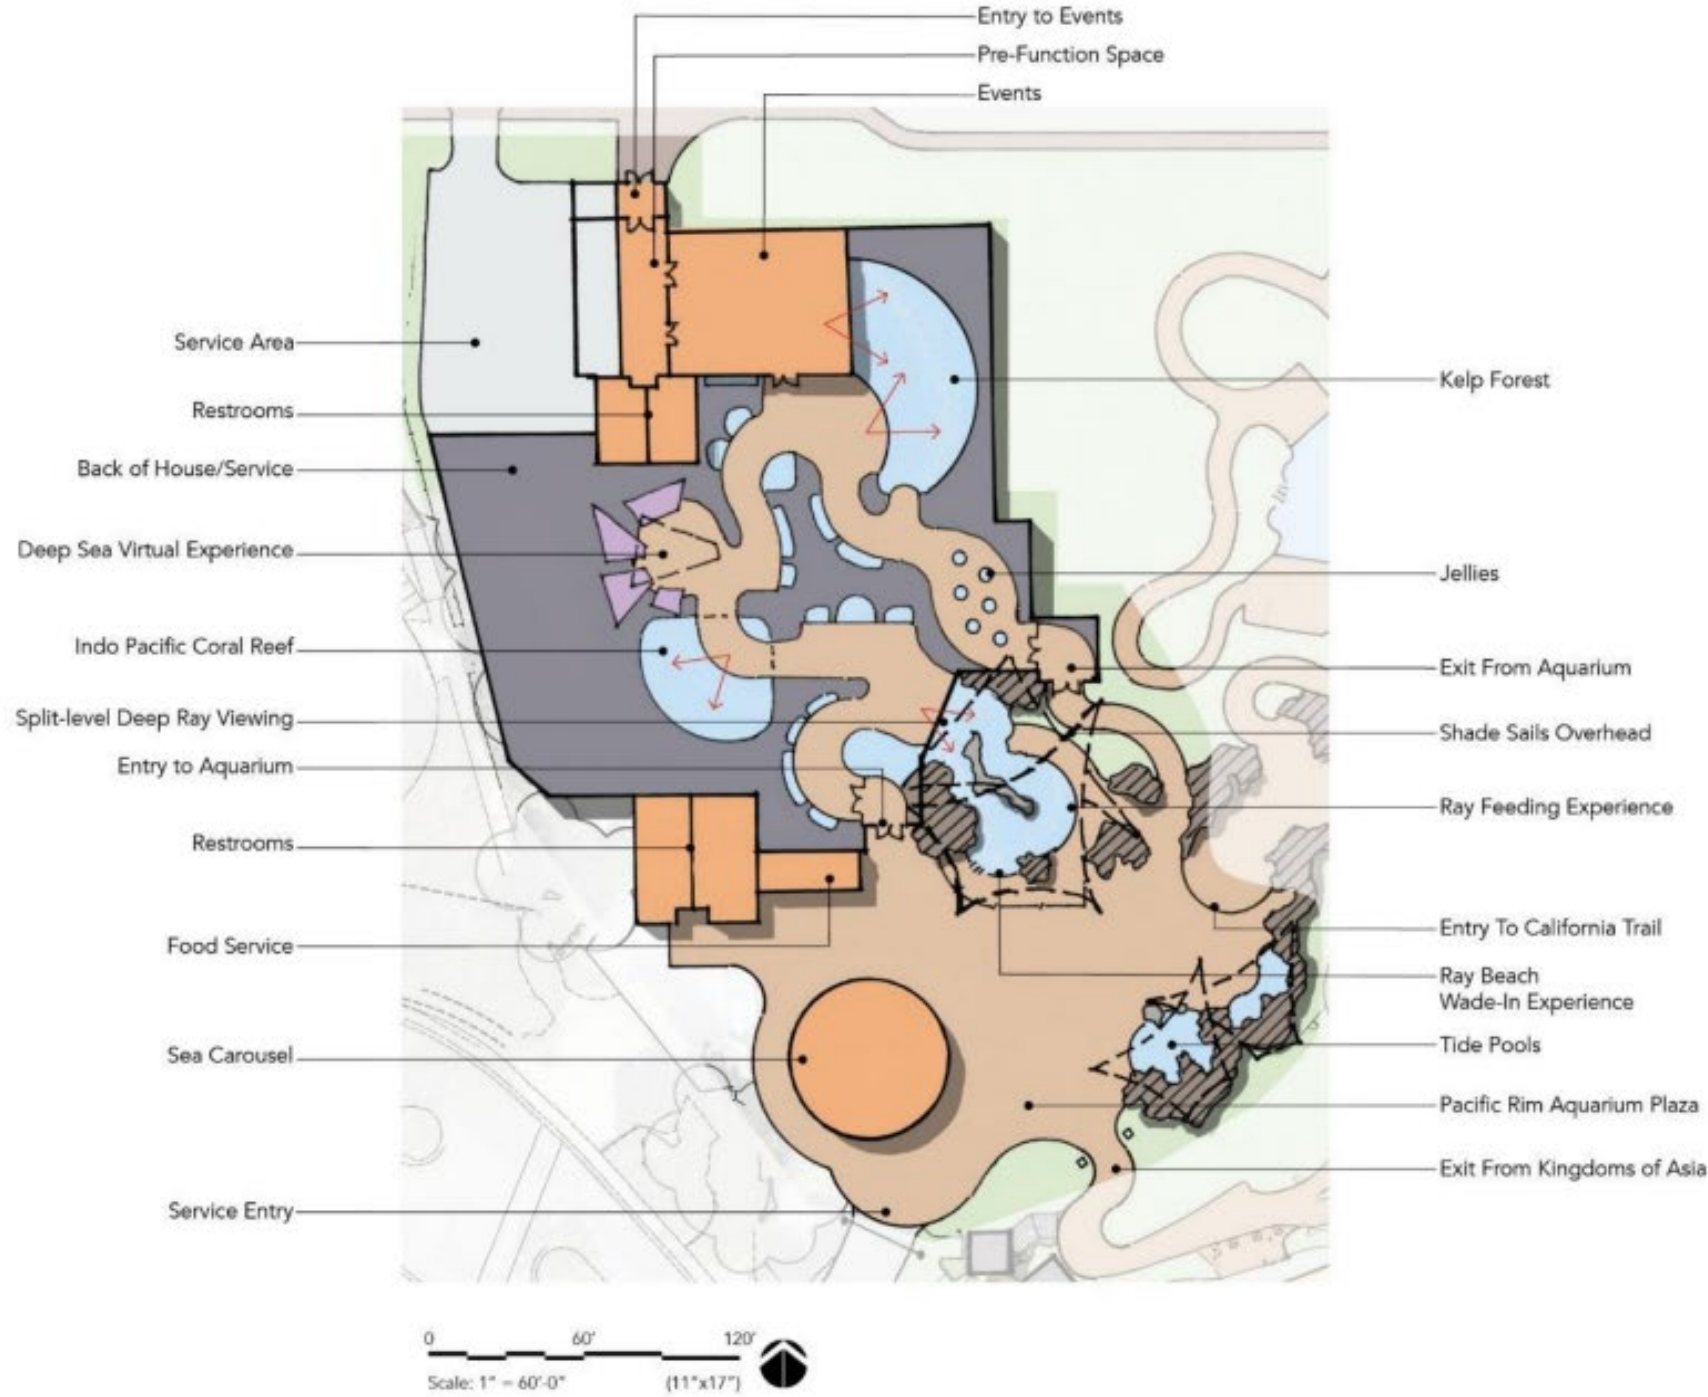 Entry to Events
Pre-Function Space
Events
Service Area
Restrooms
Back of House/Service
Deep Sea Virtual Experience
Indo Pacific Coral Reef
Split-level Deep Ray Viewing
Entry to Aquarium
Restrooms
Food Service
Sea Carousel
Service Entry
Kelp Forest
Jellies
Exit From Aquarium
Shade Sails Overhead
Ray Feeding Experience
Entry To California Trail
Ray Beach
Wade-In Experience
Tide Pools
Pacific Rim Aquarium Plaza
Exit From Kingdoms of Asia
0 60' 120'
Scale: 1" = 60'-0" (11"x17")